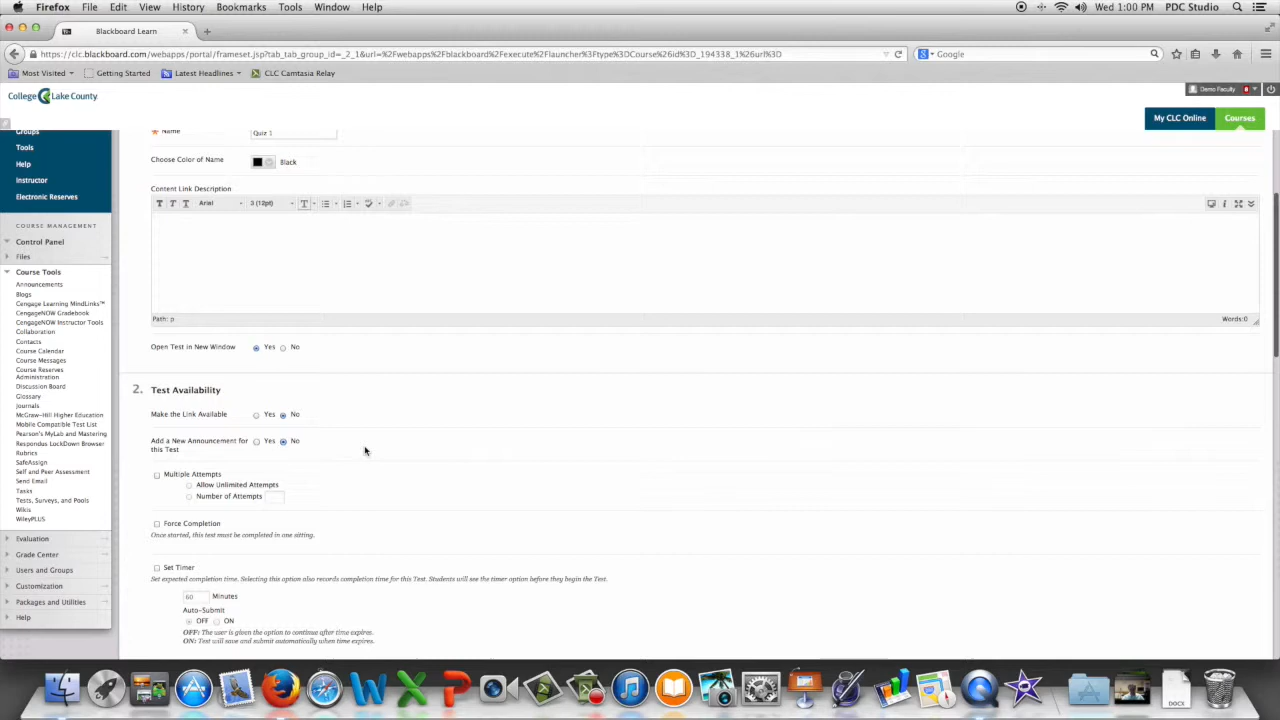 Firefox File Edit View History Bookmarks Tools Window Help Wed 1:00 PM PDC Studio
Blackboard Learn
https://clc.blackboard.com/webapps/portal/frameset.jsp?tab_tab_group_id=_2_1&url=%2Fwebapps%2Fblackboard%2Fexecute%2Flauncher%3Ftype%3DCourse%26id%3D_194338_1%26url%3D Google
Most Visited Getting Started Latest Headlines CLC Camtasia Relay
College Lake County
Demo Faculty
My CLC Online Courses
Groups
Tools
Help
Instructor
Electronic Reserves
COURSE MANAGEMENT
Control Panel
Files
Course Tools
Announcements
Blogs
Cengage Learning MindLinks™
CengageNOW Gradebook
CengageNOW Instructor Tools
Collaboration
Contacts
Course Calendar
Course Messages
Course Reserves
Administration
Discussion Board
Glossary
Journals
McGraw-Hill Higher Education
Mobile Compatible Test List
Pearson's MyLab and Mastering
Respondus LockDown Browser
Rubrics
SafeAssign
Self and Peer Assessment
Send Email
Tasks
Tests, Surveys, and Pools
Wikis
WileyPLUS
Evaluation
Grade Center
Users and Groups
Customization
Packages and Utilities
Help
Name Quiz 1
Choose Color of Name Black
Content Link Description
T T T Arial 3 (12pt) T
Path: p Words:0
Open Test in New Window Yes No
2. Test Availability
Make the Link Available Yes No
Add a New Announcement for Yes No
this Test
Multiple Attempts
Allow Unlimited Attempts
Number of Attempts
Force Completion
Once started, this test must be completed in one sitting.
Set Timer
Set expected completion time. Selecting this option also records completion time for this Test. Students will see the timer option before they begin the Test.
60 Minutes
Auto-Submit
OFF ON
OFF: The user is given the option to continue after time expires.
ON: Test will save and submit automatically when time expires.
DOCX